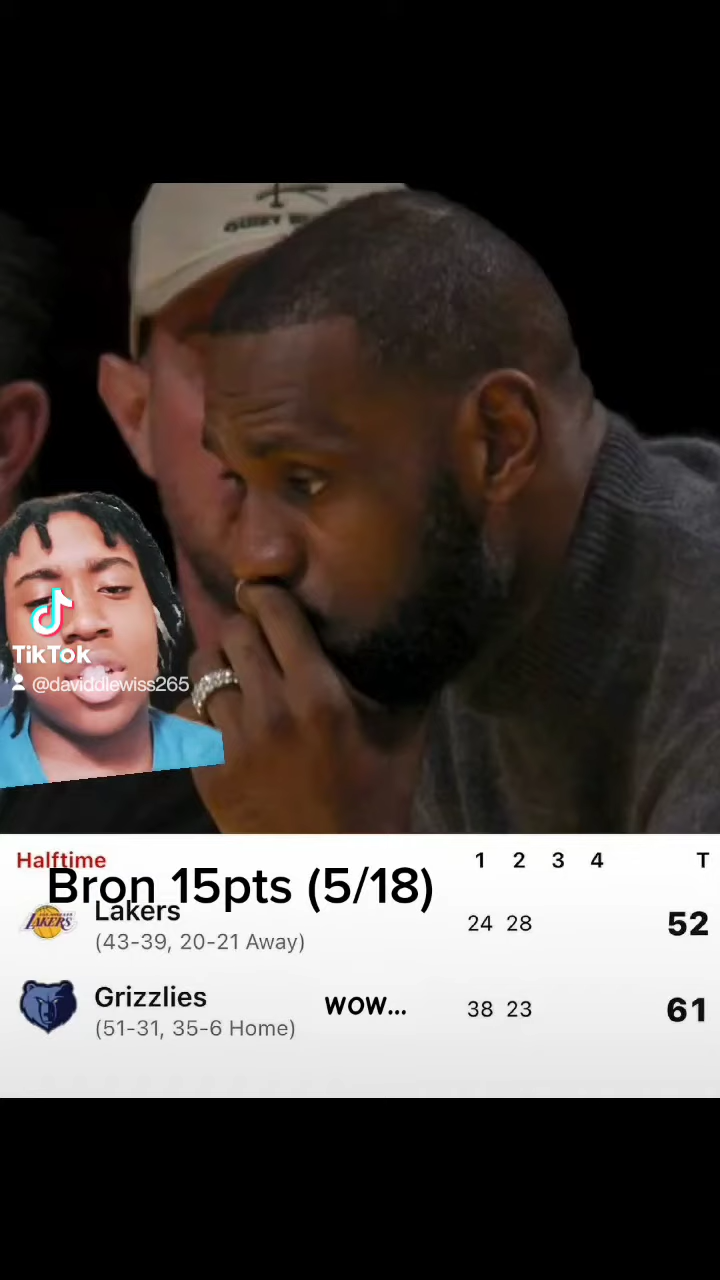 TikTok
@daviddlewiss265
Halftime 1 2 3 4 T
Bron 15pts (5/18)
LAKERS
Lakers 24 28 52
(43-39, 20-21 Away)
Grizzlies WOW... 38 23 61
(51-31, 35-6 Home)